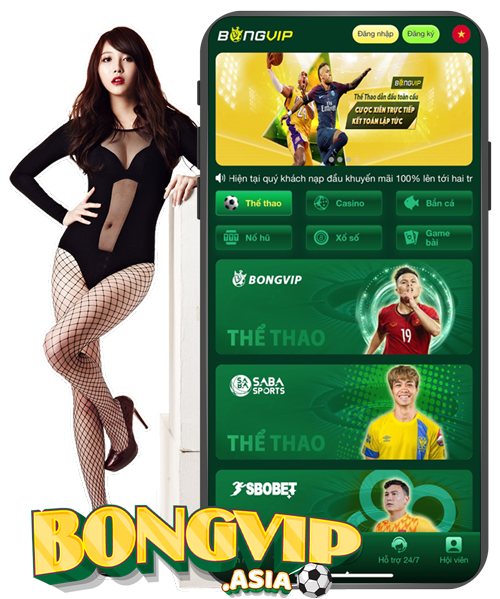 BONGVIP
Đăng nhập
Đăng ký
BONGVIP
Thể Thao dẫn đầu toàn cầu
CƯỢC XIÊN TRỰC TIẾP
KẾT TOÁN LẬP TỨC
Hiện tại quý khách nạp đầu khuyến mãi 100% lên tới hai tr
Thể thao
Casino
Bắn cá
Nổ hũ
Xổ số
Game bài
BONGVIP
THỂ THAO
19
SABA
SPORTS
THỂ THAO
SBOBET
Hỗ trợ 24/7
Hội viên
BONGVIP
.ASIA